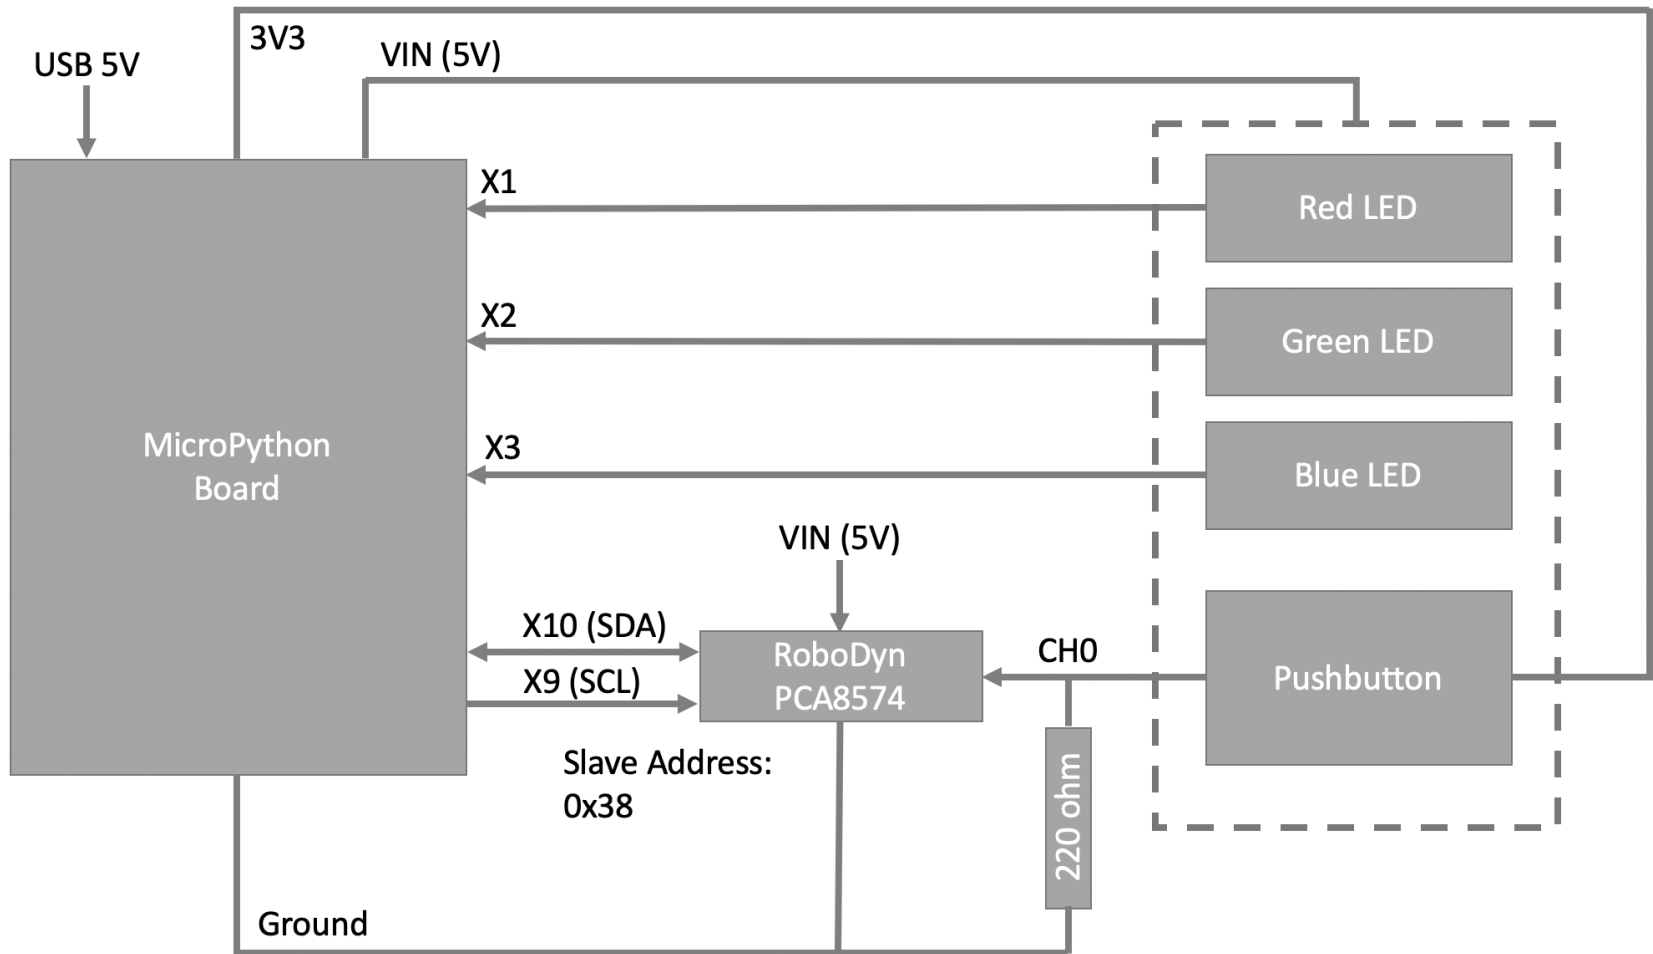 3V3
USB 5V
VIN (5V)
X1
Red LED
X2
Green LED
MicroPython
Board
X3
Blue LED
VIN (5V)
X10 (SDA)
X9 (SCL)
RoboDyn
PCA8574
CH0
Pushbutton
Slave Address:
0x38
220 ohm
Ground